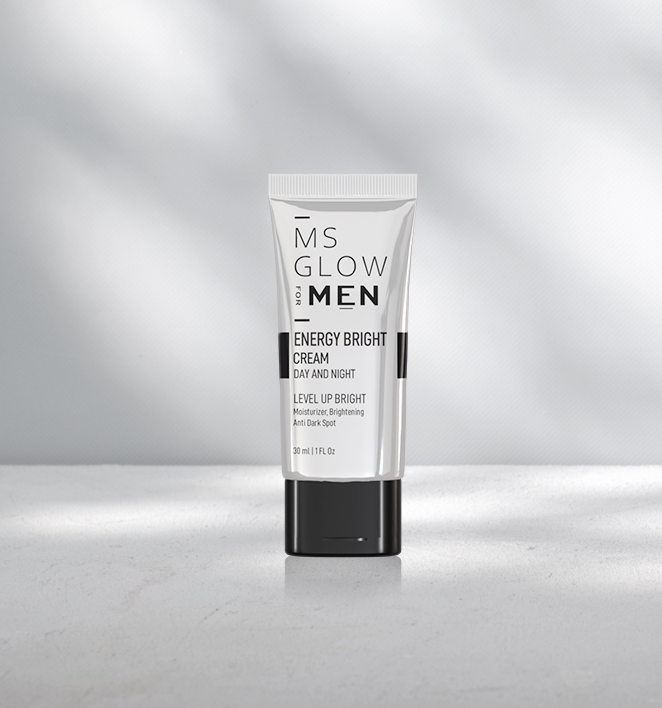 MS
GLOW
FOR MEN
ENERGY BRIGHT
CREAM
DAY AND NIGHT
LEVEL UP BRIGHT
Moisturizer, Brightening
Anti Dark Spot
30 ml | 1 FL Oz